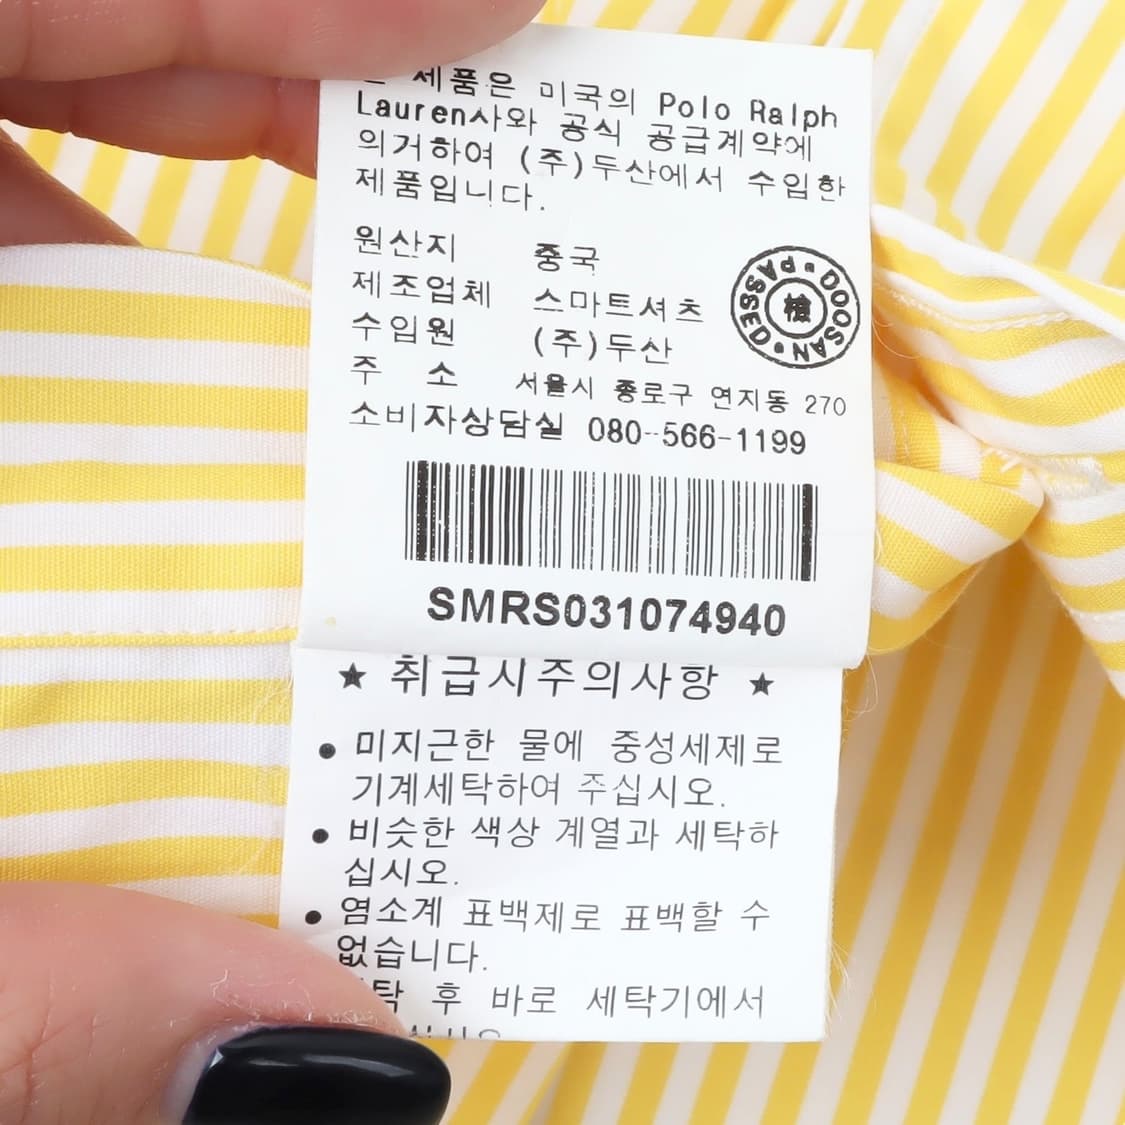 제품은 미국의 Polo Ralph
Lauren사와 공식 공급계약에
의거하여 (주)두산에서 수입한
제품입니다.
원산지 중국
제조업체 스마트셔츠
수입원 (주)두산
주 소 서울시 종로구 연지동 270
소비자상담실 080-566-1199
DOOSAN • PASSED •
檢
SMRS031074940
★ 취급시주의사항 ★
• 미지근한 물에 중성세제로
기계세탁하여 주십시오.
• 비슷한 색상 계열과 세탁하
십시오.
• 염소계 표백제로 표백할 수
없습니다.
후 바로 세탁기에서